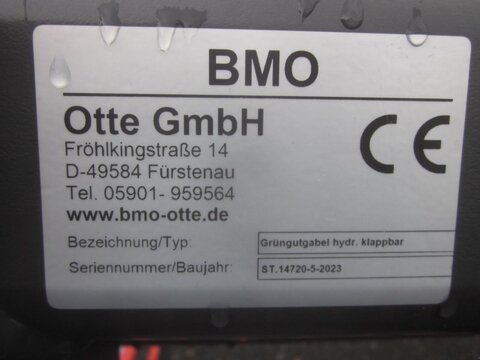 BMO
Otte GmbH
Fröhlkingstraße 14
D-49584 Fürstenau
Tel. 05901- 959564
www.bmo-otte.de
CE
Bezeichnung/Typ: Grüngutgabel hydr. klappbar
Seriennummer/Baujahr: ST.14720-5-2023